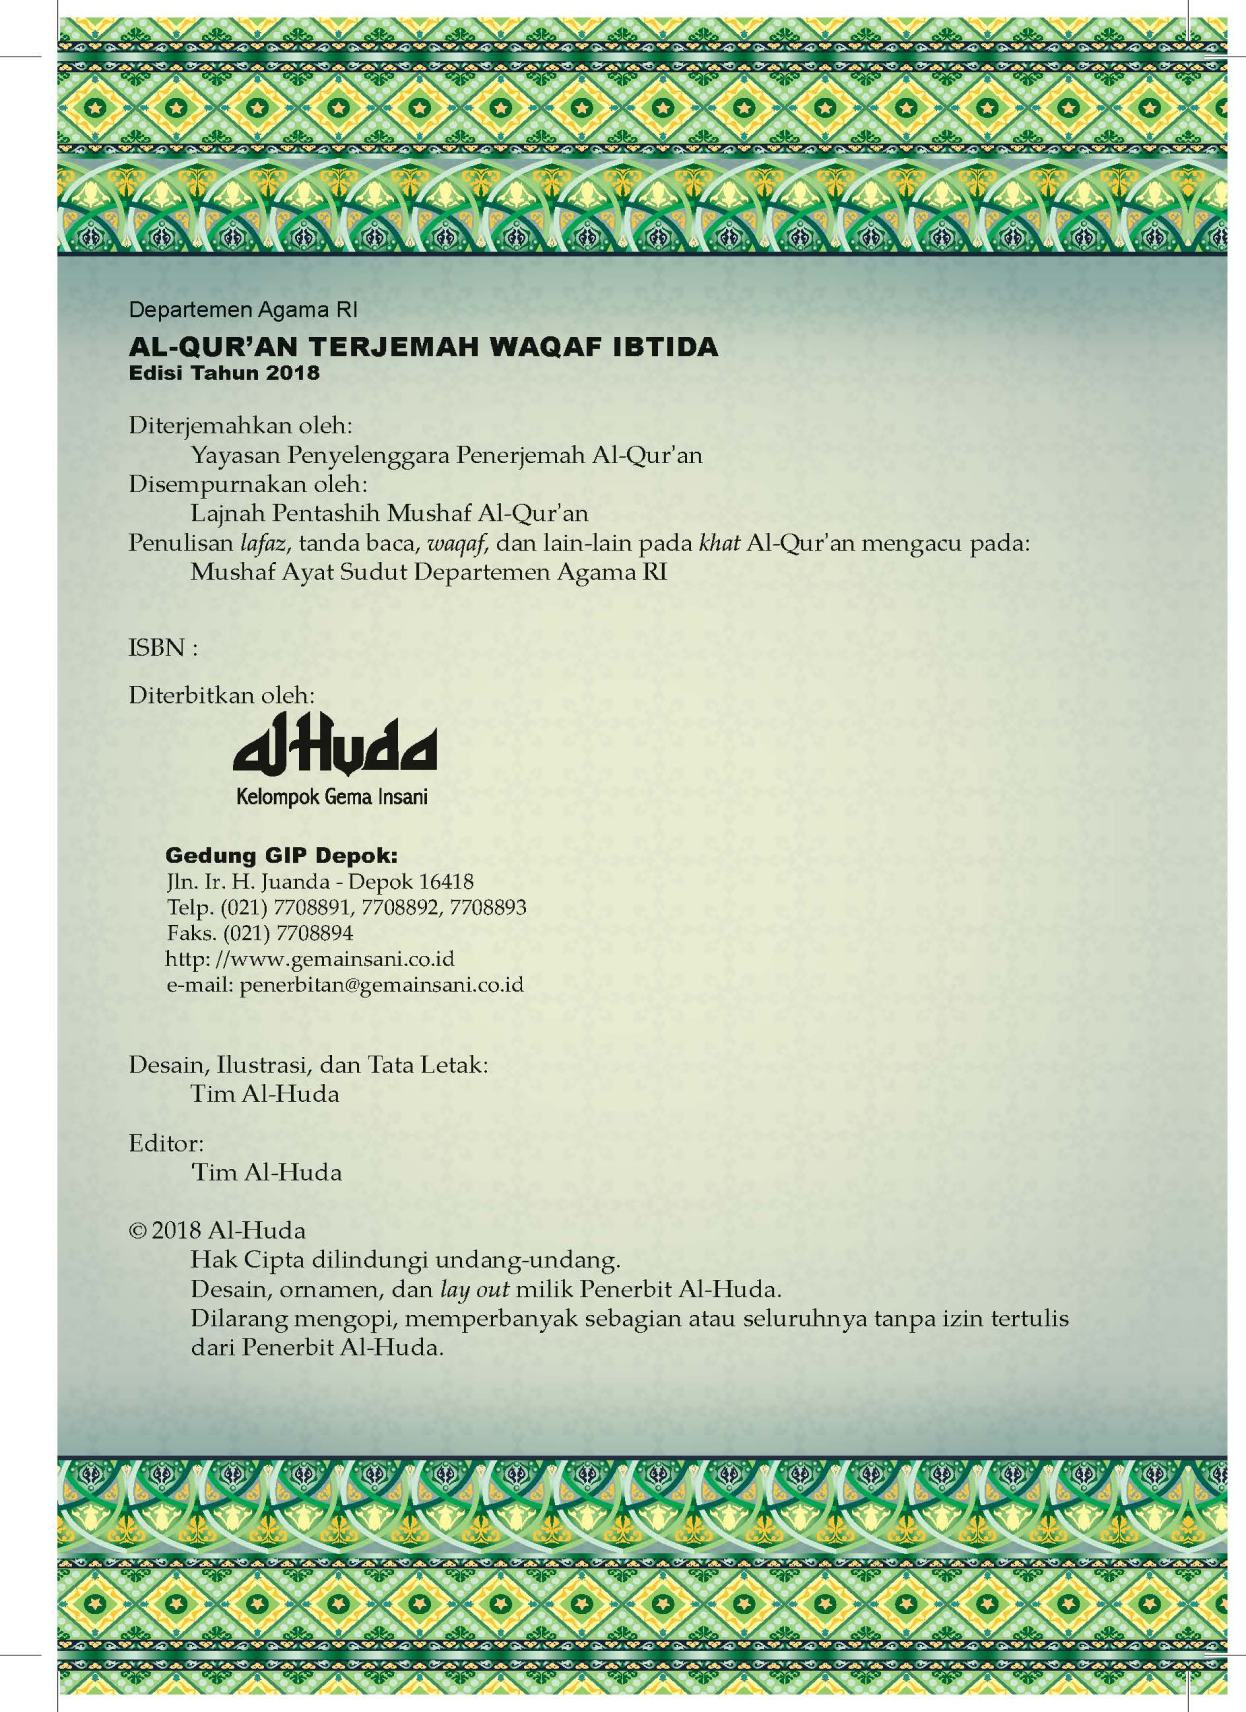 Departemen Agama RI
AL-QUR’AN TERJEMAH WAQAF IBTIDA
Edisi Tahun 2018
Diterjemahkan oleh:
Yayasan Penyelenggara Penerjemah Al-Qur'an
Disempurnakan oleh:
Lajnah Pentashih Mushaf Al-Qur'an
Penulisan lafaz, tanda baca, waqaf, dan lain-lain pada khat Al-Qur'an mengacu pada:
Mushaf Ayat Sudut Departemen Agama RI
ISBN :
Diterbitkan oleh:
alHuda
Kelompok Gema Insani
Gedung GIP Depok:
Jln. Ir. H. Juanda - Depok 16418
Telp. (021) 7708891, 7708892, 7708893
Faks. (021) 7708894
http: //www.gemainsani.co.id
e-mail: penerbitan@gemainsani.co.id
Desain, Ilustrasi, dan Tata Letak:
Tim Al-Huda
Editor:
Tim Al-Huda
© 2018 Al-Huda
Hak Cipta dilindungi undang-undang.
Desain, ornamen, dan lay out milik Penerbit Al-Huda.
Dilarang mengopi, memperbanyak sebagian atau seluruhnya tanpa izin tertulis
dari Penerbit Al-Huda.